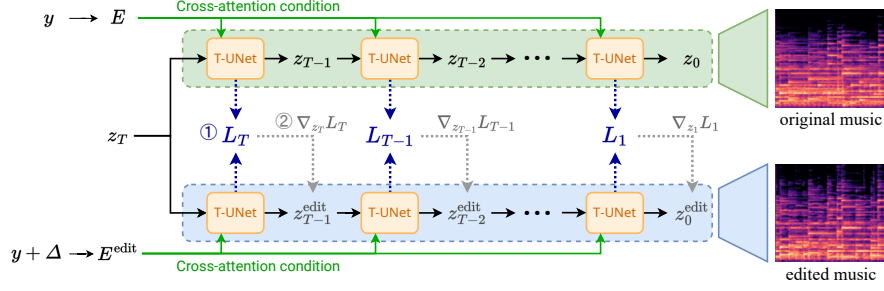 Cross-attention condition
y → E
T-UNet → z_{T−1} → T-UNet → z_{T−2} → ··· → T-UNet → z_0
original music
z_T
① L_T ② ∇_{z_T} L_T L_{T−1} ∇_{z_{T−1}} L_{T−1} L_1 ∇_{z_1} L_1
T-UNet → z^{edit}_{T−1} → T-UNet → z^{edit}_{T−2} → ··· → T-UNet → z^{edit}_0
y + Δ → E^{edit}
Cross-attention condition
edited music